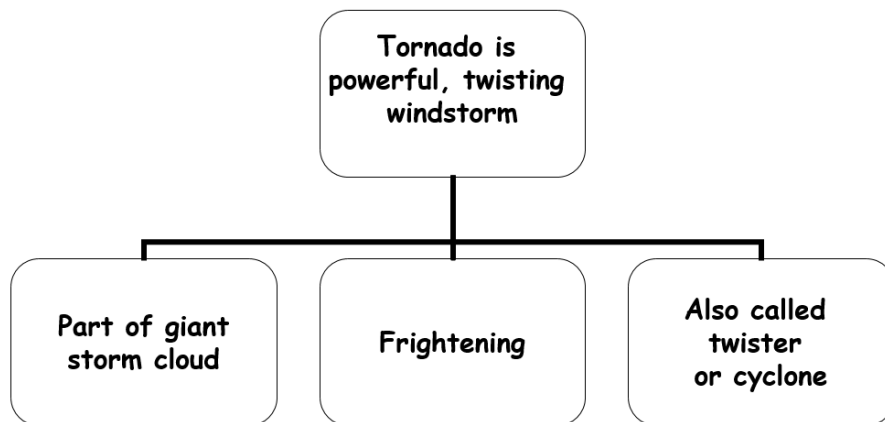 Tornado is
powerful, twisting
windstorm
Part of giant
storm cloud
Frightening
Also called
twister
or cyclone